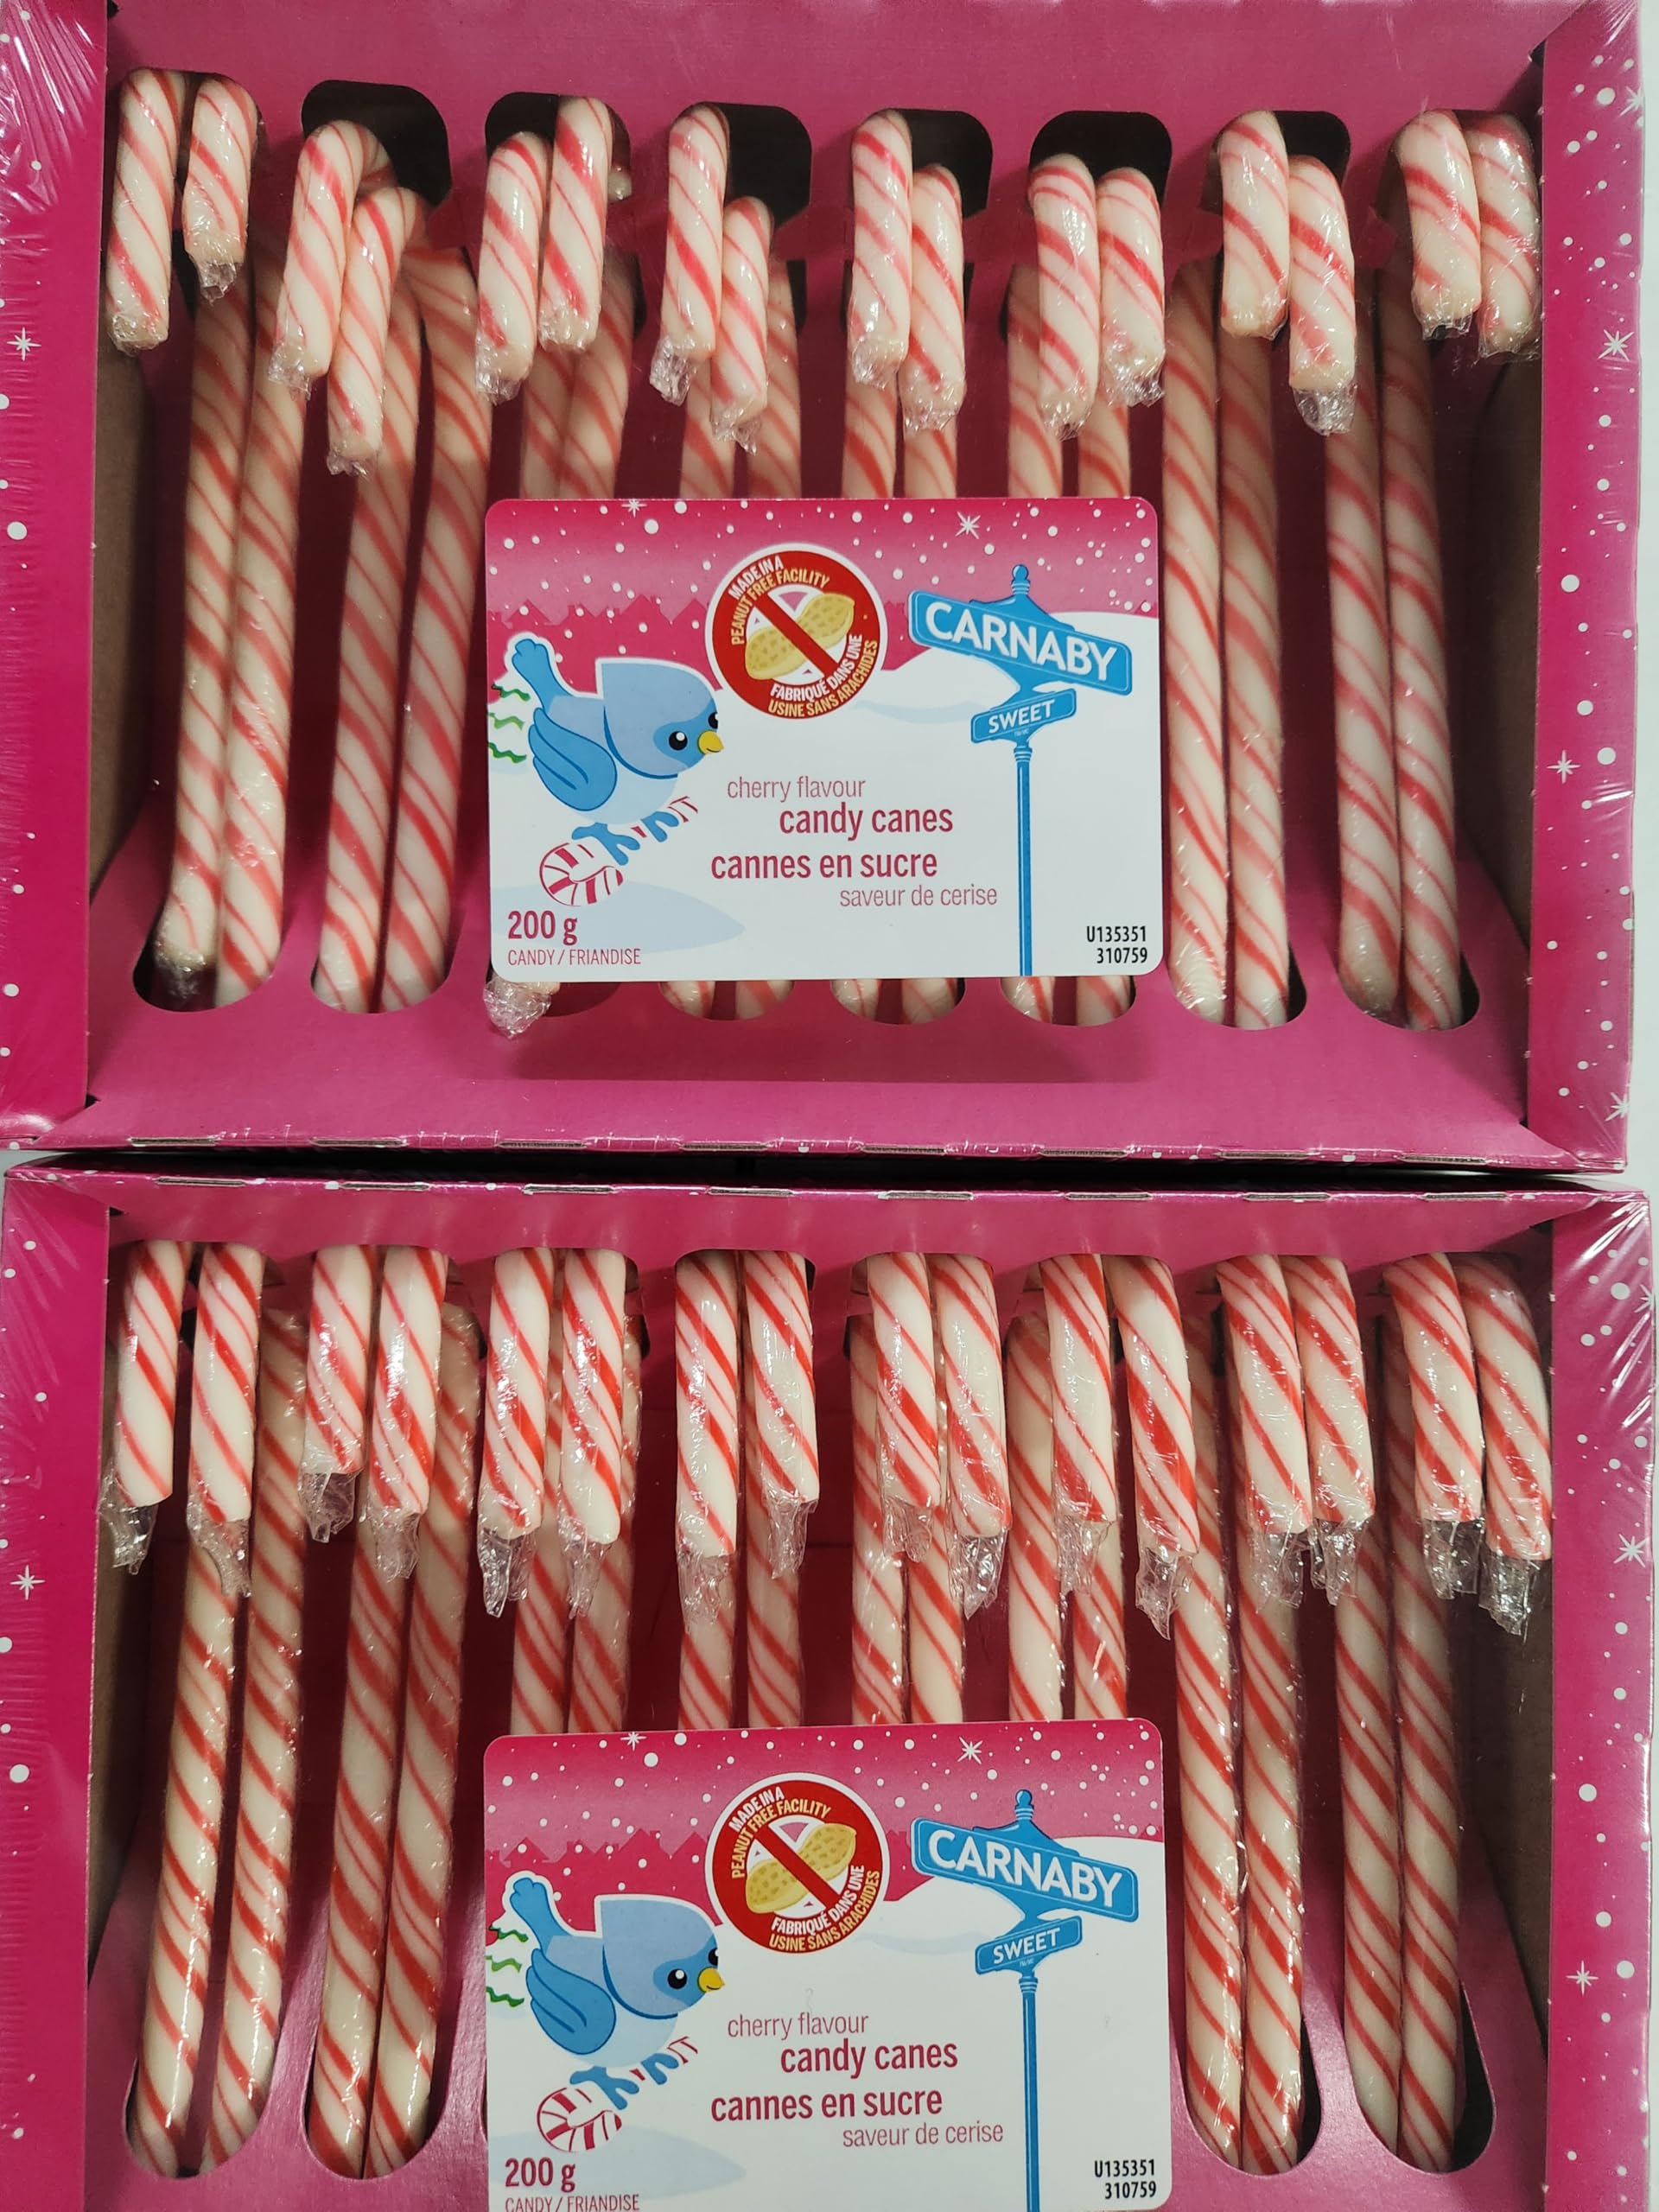 MADE IN A
PEANUT FREE FACILITY
FABRIQUÉ DANS UNE
USINE SANS ARACHIDES
CARNABY
SWEET
cherry flavour
candy canes
cannes en sucre
saveur de cerise
200 g
CANDY / FRIANDISE
U135351
310759
MADE IN A
PEANUT FREE FACILITY
FABRIQUÉ DANS UNE
USINE SANS ARACHIDES
CARNABY
SWEET
cherry flavour
candy canes
cannes en sucre
saveur de cerise
200 g
CANDY / FRIANDISE
U135351
310759